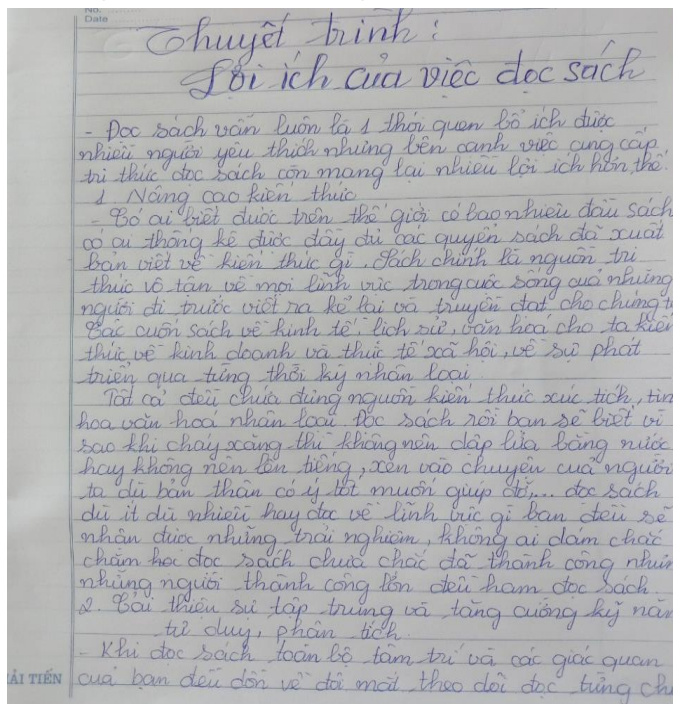 No.
Date
Thuyết trình:
Lợi ích của việc đọc sách
- Đọc sách vẫn luôn là 1 thói quen bổ ích được
nhiều người yêu thích nhưng bên cạnh việc cung cấp
tri thức đọc sách còn mang lại nhiều lợi ích hơn thế.
1. Nâng cao kiến thức
- Có ai biết được trên thế giới có bao nhiêu đầu sách
có ai thống kê được đầy đủ các quyển sách đã xuất
bản viết về kiến thức gì. Sách chính là nguồn tri
thức vô tận về mọi lĩnh vực trong cuộc sống của những
người đi trước viết ra kể lại và truyền đạt cho chúng t
Các cuốn sách về kinh tế, lịch sử, văn hoá cho ta kiến
thức về kinh doanh và thực tế xã hội, về sự phát
triển qua từng thời kỳ nhân loại.
Tất cả đều chứa đựng nguồn kiến thức xúc tích, tin
hoa văn hoá nhân loại. Đọc sách rồi bạn sẽ biết vì
sao khi cháy xăng thì không nên dập lửa bằng nước
hay không nên lên tiếng, xen vào chuyện của người
ta dù bản thân có ý tốt muốn giúp đỡ,... đọc sách
dù ít dù nhiều hay đọc về lĩnh vực gì bạn đều sẽ
nhận được những trải nghiệm, không ai dám chắc
chắm học đọc sách chưa chắc đã thành công nhưn
những người thành công lớn đều ham đọc sách.
2. Cải thiện sự tập trung và tăng cường kỹ năn
tư duy, phân tích.
- Khi đọc sách toàn bộ tâm trí và các giác quan
của bạn đều dồn về đôi mắt theo dõi đọc từng ch
ẢI TIẾN